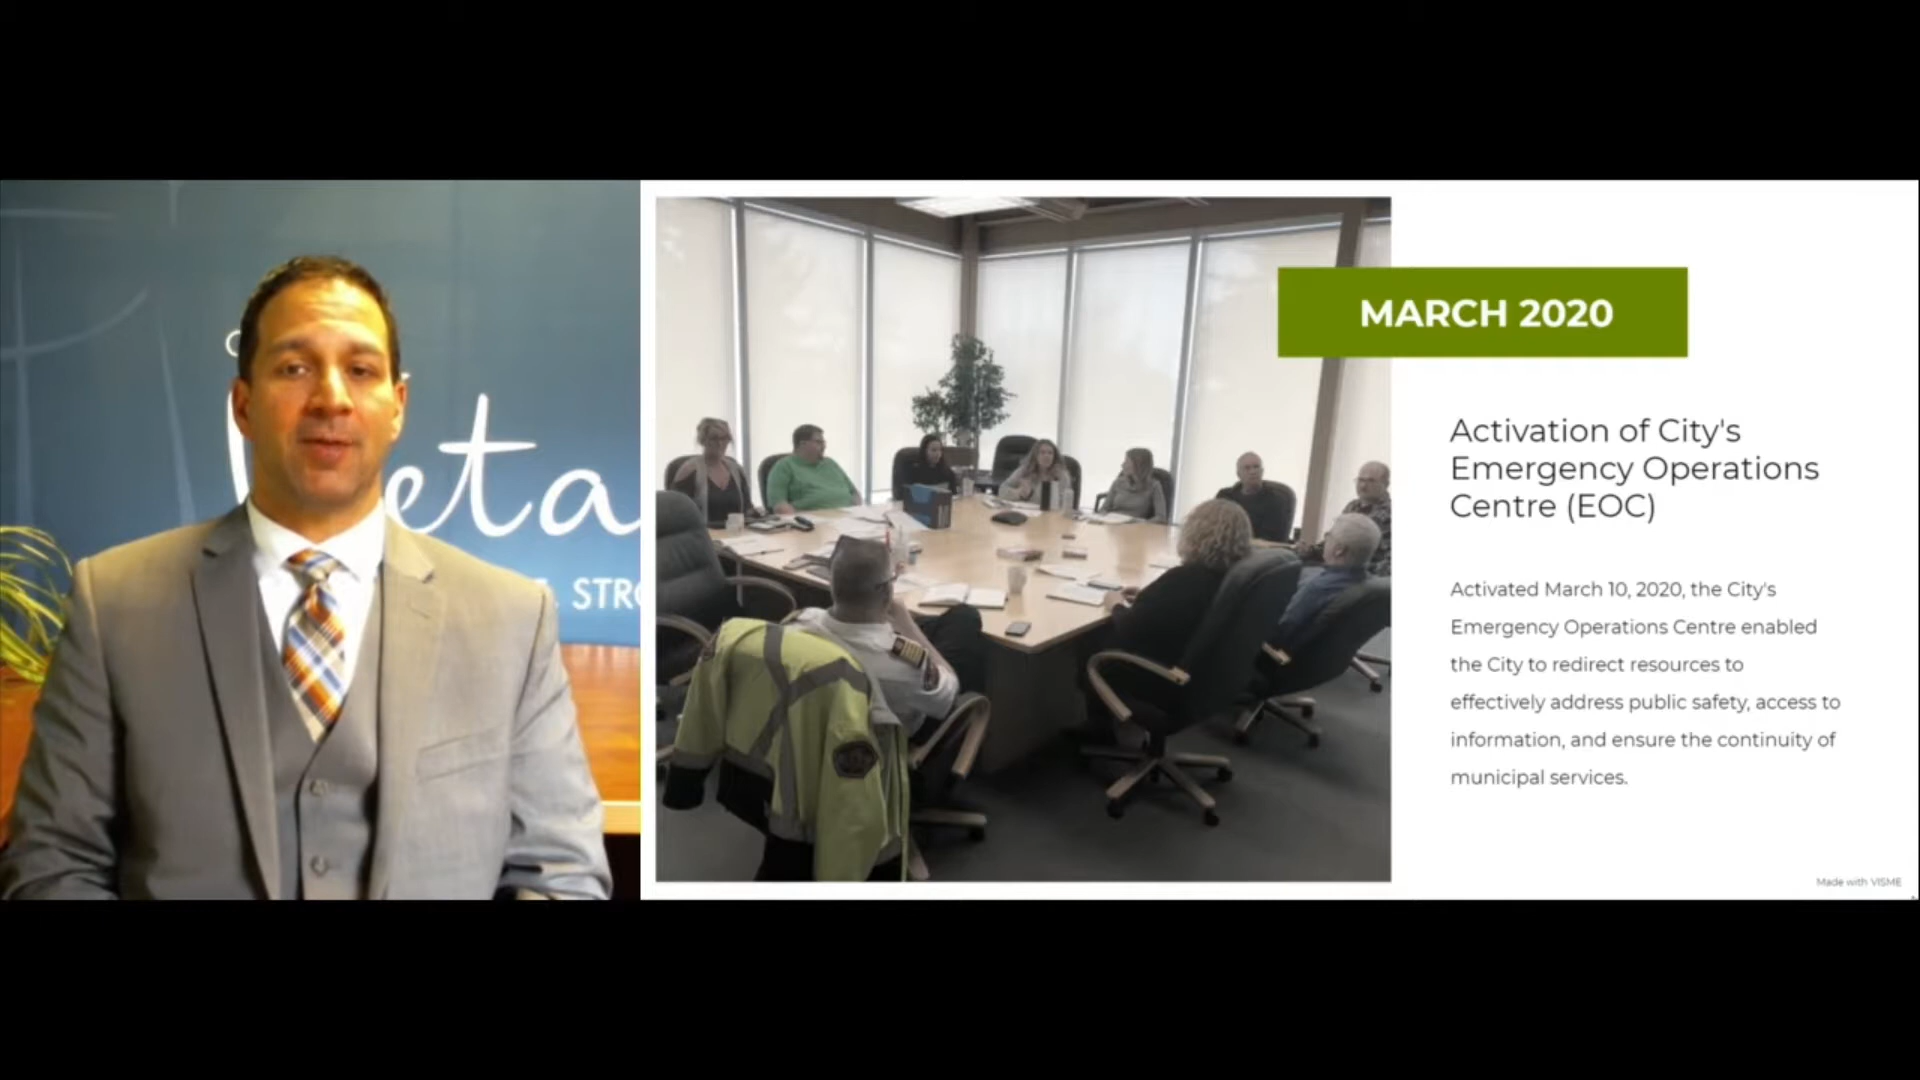 eta
STR
MARCH 2020
Activation of City's
Emergency Operations
Centre (EOC)
Activated March 10, 2020, the City's
Emergency Operations Centre enabled
the City to redirect resources to
effectively address public safety, access to
information, and ensure the continuity of
municipal services.
Made with VISME